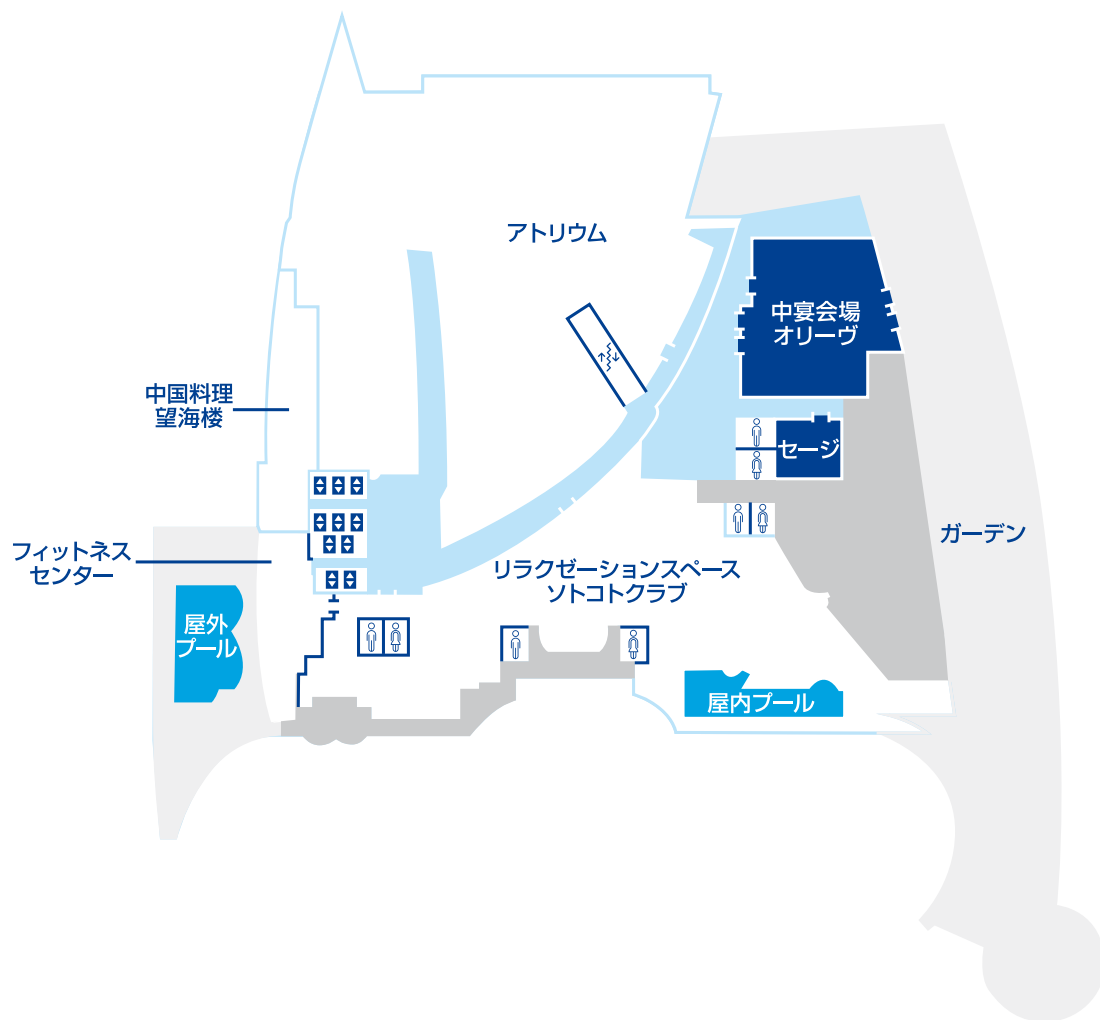 アトリウム
中宴会場
オリーヴ
中国料理
望海楼
セージ
ガーデン
フィットネス
センター
リラクゼーションスペース
ソトコトクラブ
屋外
プール
屋内プール